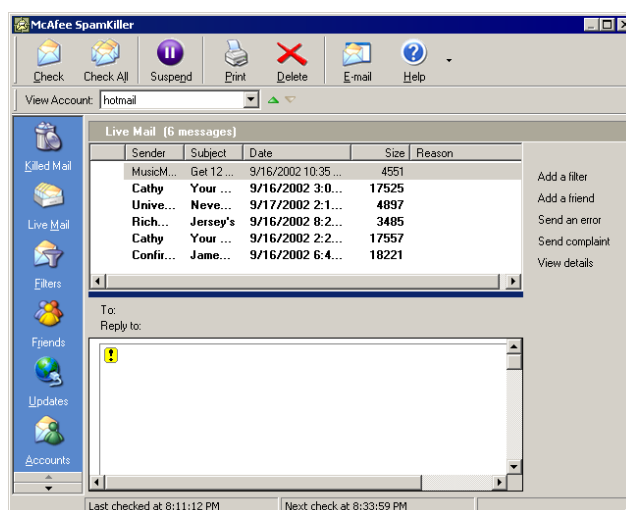 McAfee SpamKiller
Check Check All Suspend Print Delete E-mail Help
View Account: hotmail
Live Mail (6 messages)
Sender Subject Date Size Reason
MusicM... Get 12 ... 9/16/2002 10:35 ... 4551
Cathy Your ... 9/16/2002 3:0... 17525
Unive... Neve... 9/17/2002 2:1... 4897
Rich... Jersey's 9/16/2002 8:2... 3485
Cathy Your ... 9/16/2002 2:2... 17557
Confir... Jame... 9/16/2002 6:4... 18221
Killed Mail
Live Mail
Filters
Friends
Updates
Accounts
Add a filter
Add a friend
Send an error
Send complaint
View details
To:
Reply to:
Last checked at 8:11:12 PM Next check at 8:33:59 PM